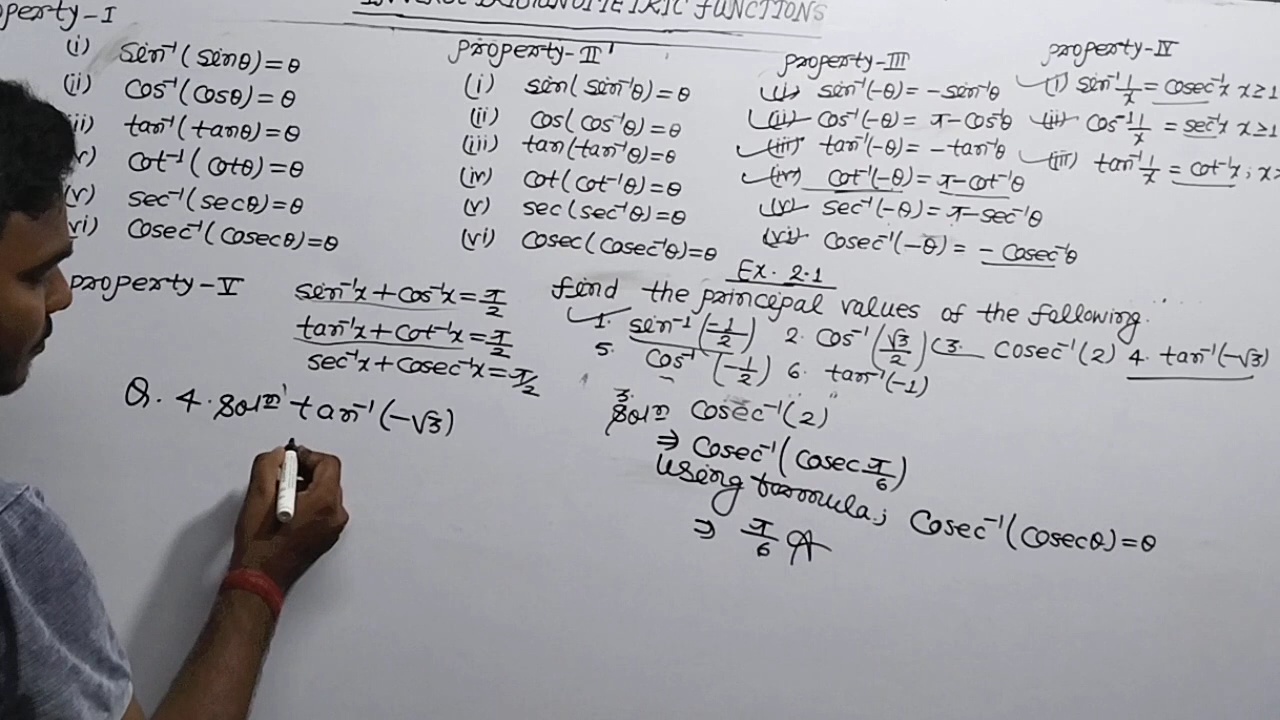 INVERSE TRIGONOMETRIC FUNCTIONS
operty-I
(i) sin⁻¹(sinθ)=θ
(ii) cos⁻¹(cosθ)=θ
iii) tan⁻¹(tanθ)=θ
v) cot⁻¹(cotθ)=θ
(v) sec⁻¹(secθ)=θ
vi) cosec⁻¹(cosecθ)=θ
property-II
(i) sin(sin⁻¹θ)=θ
(ii) cos(cos⁻¹θ)=θ
(iii) tan(tan⁻¹θ)=θ
(iv) cot(cot⁻¹θ)=θ
(v) sec(sec⁻¹θ)=θ
(vi) cosec(cosec⁻¹θ)=θ
property-III
(i) sin⁻¹(-θ)= -sin⁻¹θ
(ii) cos⁻¹(-θ)= π-cos⁻¹θ
(iii) tan⁻¹(-θ)= -tan⁻¹θ
(iv) cot⁻¹(-θ)= π-cot⁻¹θ
(v) sec⁻¹(-θ)= π-sec⁻¹θ
(vi) cosec⁻¹(-θ)= -cosec⁻¹θ
property-IV
(i) sin⁻¹ 1/x = cosec⁻¹x x≥1
(ii) cos⁻¹ 1/x = sec⁻¹x x≥1
(iii) tan⁻¹ 1/x = cot⁻¹x; x>
property-V
sin⁻¹x + cos⁻¹x = π/2
tan⁻¹x + cot⁻¹x = π/2
sec⁻¹x + cosec⁻¹x = π/2
Ex. 2.1
find the principal values of the following.
1. sin⁻¹(-1/2) 2. cos⁻¹(√3/2) 3. cosec⁻¹(2) 4. tan⁻¹(-√3)
5. cos⁻¹(-1/2) 6. tan⁻¹(-1)
Q. 4. Solⁿ tan⁻¹(-√3)
3.
Solⁿ cosec⁻¹(2)
⇒ cosec⁻¹(cosec π/6)
using formula; cosec⁻¹(cosecθ)=θ
⇒ π/6